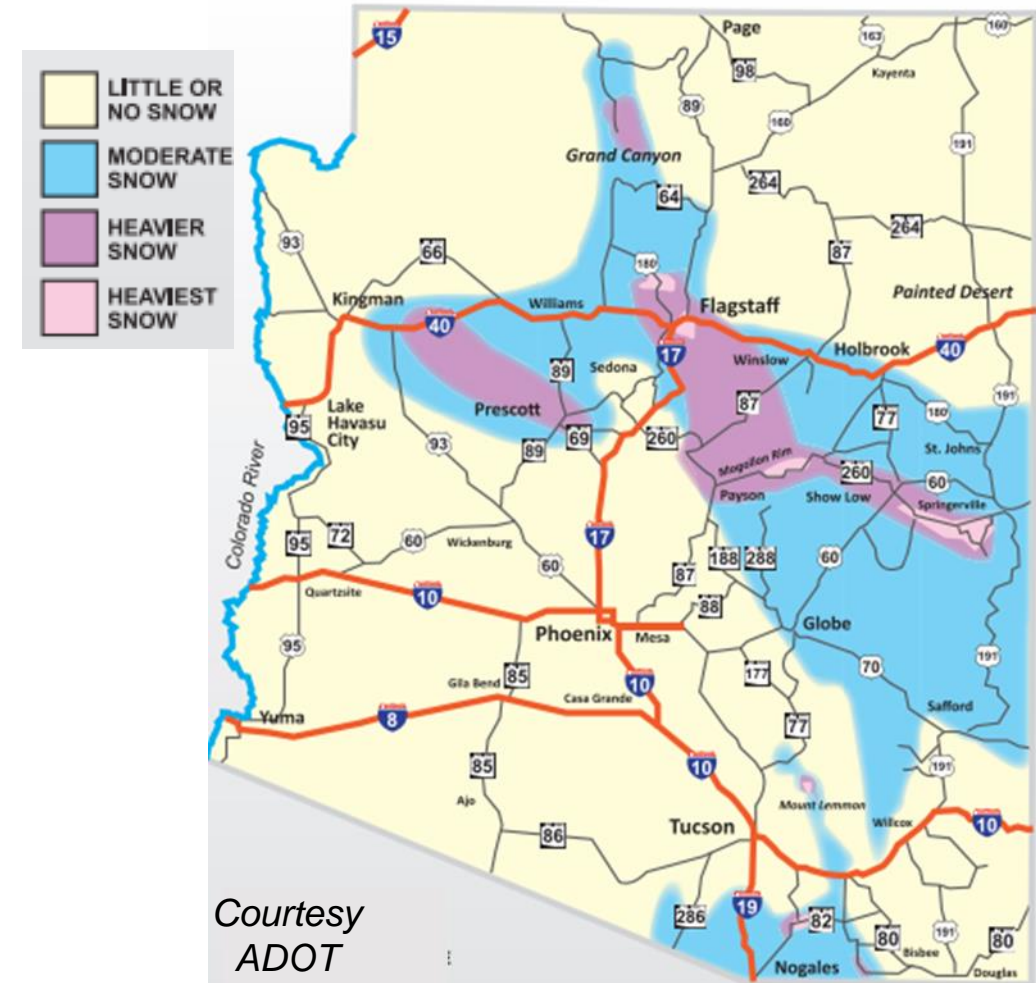 LITTLE OR
NO SNOW
MODERATE
SNOW
HEAVIER
SNOW
HEAVIEST
SNOW
15
Page
163
160
98
Kayenta
89
160
191
Grand Canyon
64
264
264
93
66
180
87
Painted Desert
Kingman
40
Williams
Flagstaff
17
Winslow
Holbrook
40
89
Sedona
191
Lake
Havasu
City
95
Prescott
87
77
180
93
89
69
260
St. Johns
Mogollon Rim
260
60
Colorado River
Payson
Show Low
Springerville
95
72
60
Wickenburg
17
60
87
188
288
60
Quartzsite
10
88
Phoenix
Mesa
Globe
95
85
10
177
70
191
Gila Bend
Casa Grande
Yuma
8
77
Safford
85
10
191
Ajo
Mount Lemmon
86
Tucson
Willcox
10
Courtesy
ADOT
286
19
82
80
191
80
Bisbee
Nogales
Douglas